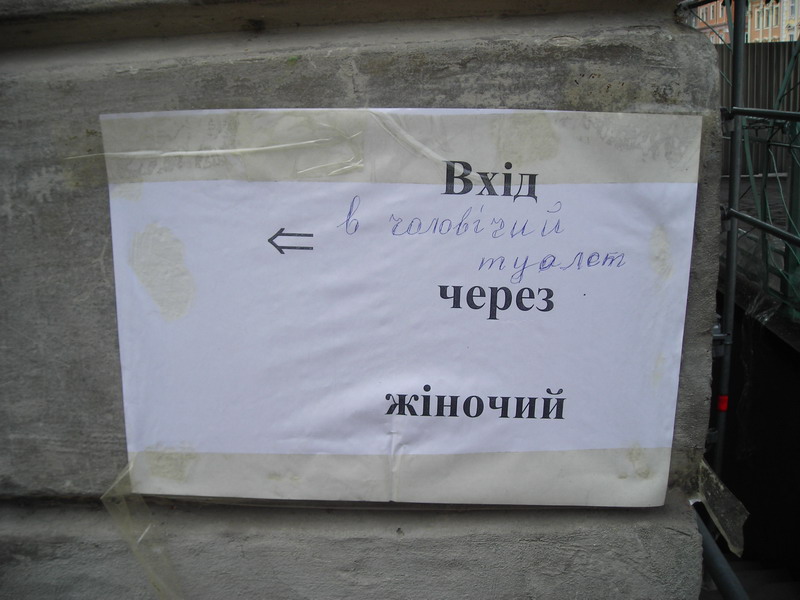 Вхід
⇐ в чоловічий
туалет
через
жіночий